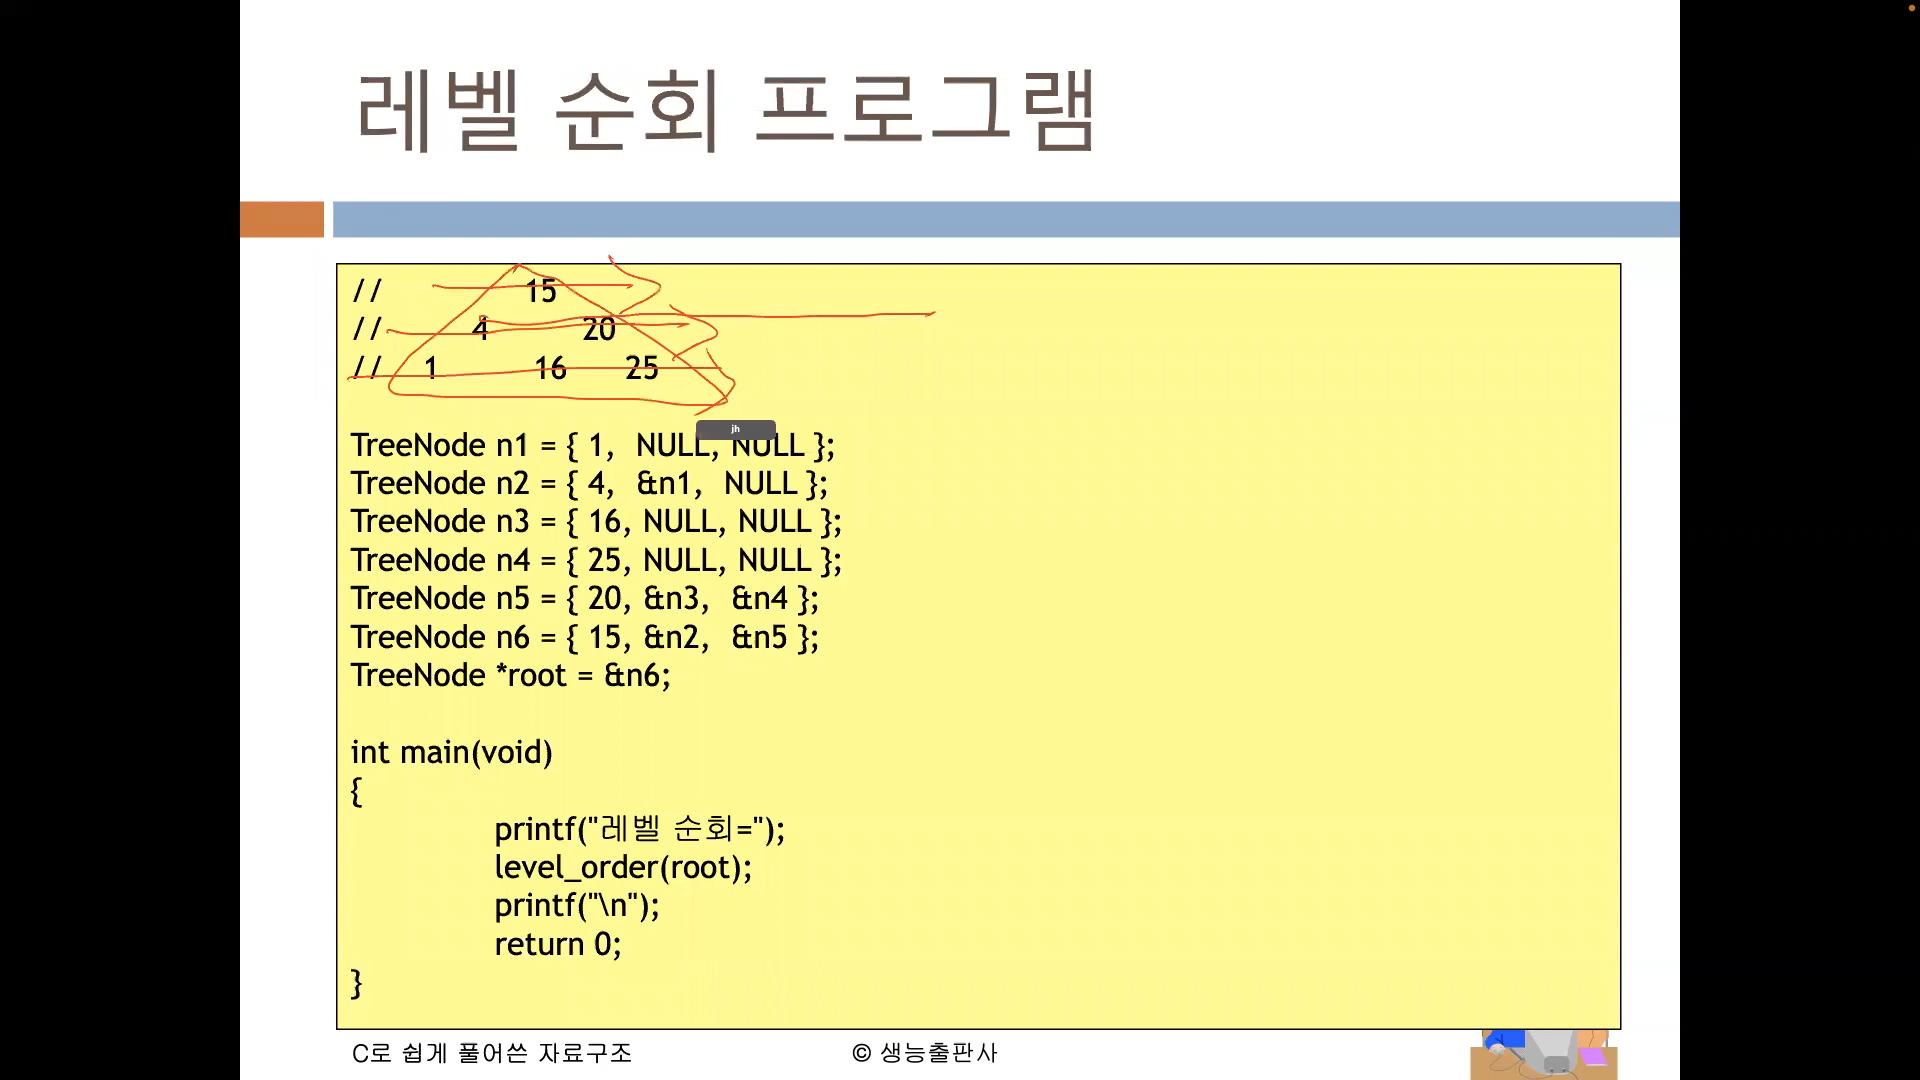 레벨 순회 프로그램
// 15
// 4 20
// 1 16 25
jh
TreeNode n1 = { 1, NULL, NULL };
TreeNode n2 = { 4, &n1, NULL };
TreeNode n3 = { 16, NULL, NULL };
TreeNode n4 = { 25, NULL, NULL };
TreeNode n5 = { 20, &n3, &n4 };
TreeNode n6 = { 15, &n2, &n5 };
TreeNode *root = &n6;
int main(void)
{
printf("레벨 순회=");
level_order(root);
printf("\n");
return 0;
}
C로 쉽게 풀어쓴 자료구조
© 생능출판사